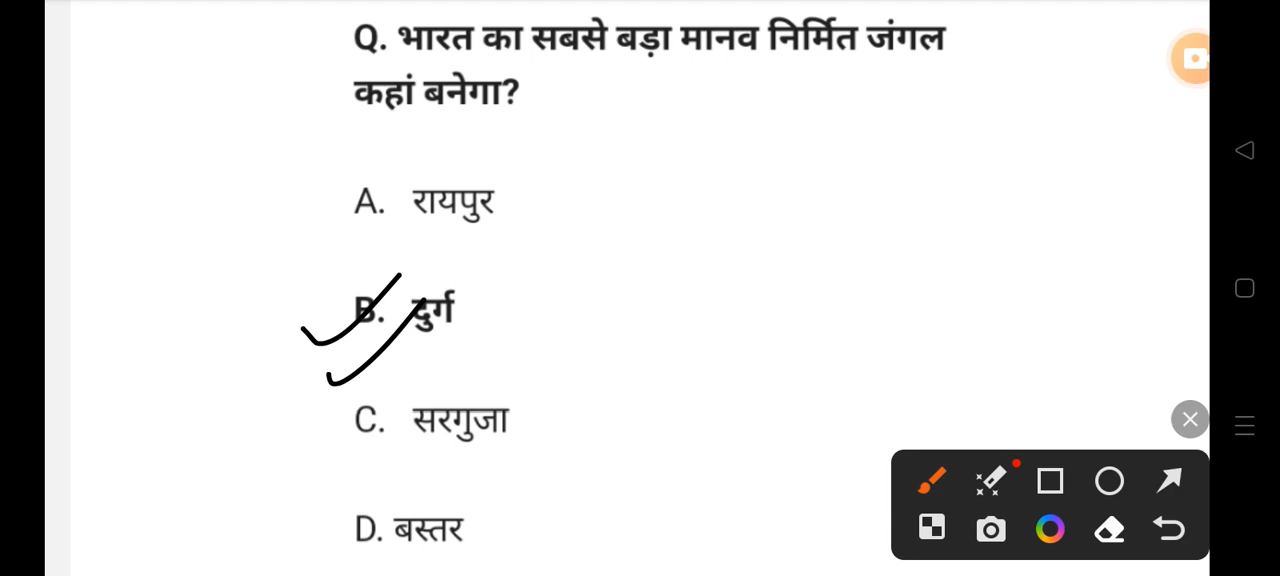 Q. भारत का सबसे बड़ा मानव निर्मित जंगल
कहां बनेगा?
A. रायपुर
B. दुर्ग
C. सरगुजा
D. बस्तर